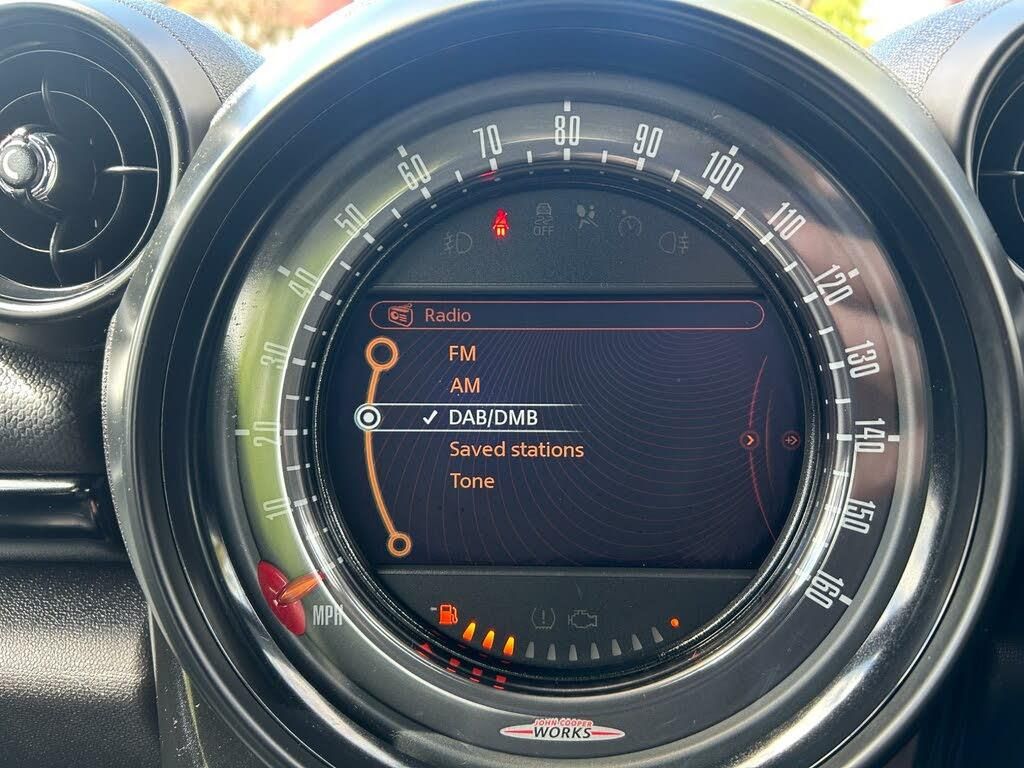 10
20
30
40
50
60
70
80
90
100
110
120
130
140
150
160
MPH
OFF
Radio
FM
AM
DAB/DMB
Saved stations
Tone
JOHN COOPER
WORKS